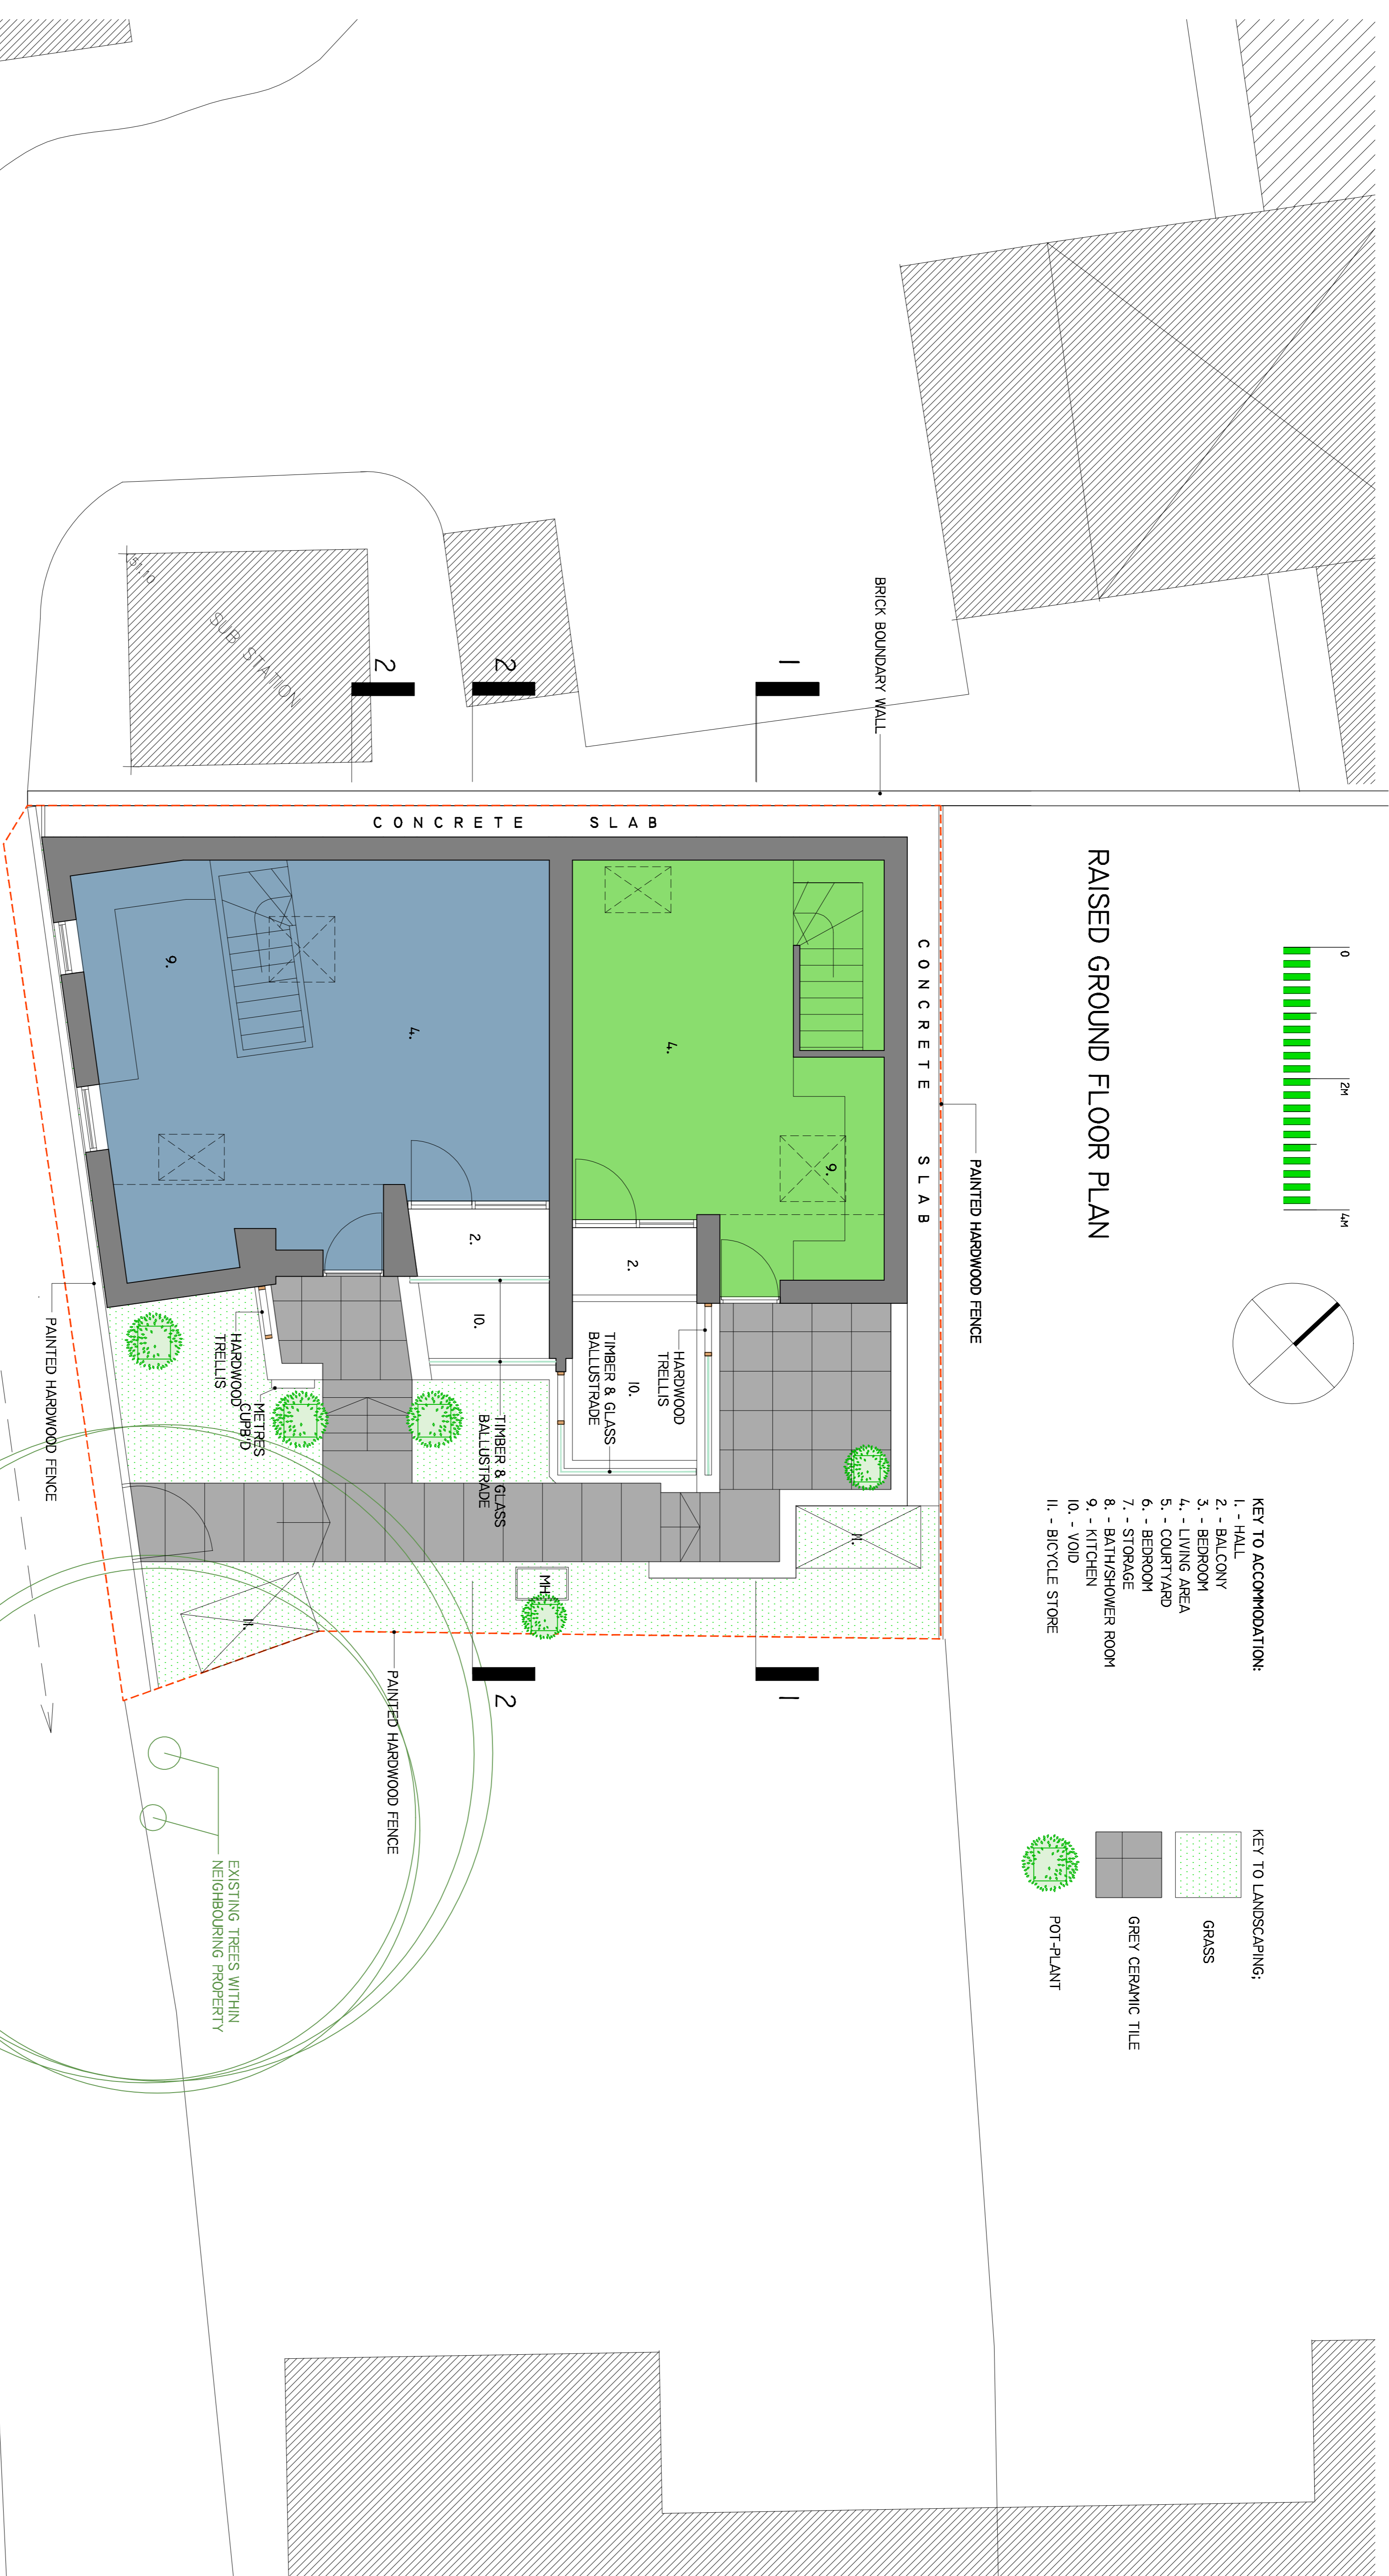 RAISED GROUND FLOOR PLAN
0
2M
4M
KEY TO ACCOMMODATION:
1. - HALL
2. - BALCONY
3. - BEDROOM
4. - LIVING AREA
5. - COURTYARD
6. - BEDROOM
7. - STORAGE
8. - BATH/SHOWER ROOM
9. - KITCHEN
10. - VOID
11. - BICYCLE STORE
KEY TO LANDSCAPING;
GRASS
GREY CERAMIC TILE
POT-PLANT
PAINTED HARDWOOD FENCE
BRICK BOUNDARY WALL
CONCRETE SLAB
CONCRETE SLAB
1
2
2
SUB STATION
51.10
9.
4.
4.
9.
2.
2.
10.
10.
HARDWOOD
TRELLIS
TIMBER & GLASS
BALLUSTRADE
TIMBER & GLASS
BALLUSTRADE
HARDWOOD
TRELLIS
METRES
CUPB'D
11.
MH
11.
1
2
PAINTED HARDWOOD FENCE
PAINTED HARDWOOD FENCE
EXISTING TREES WITHIN
NEIGHBOURING PROPERTY